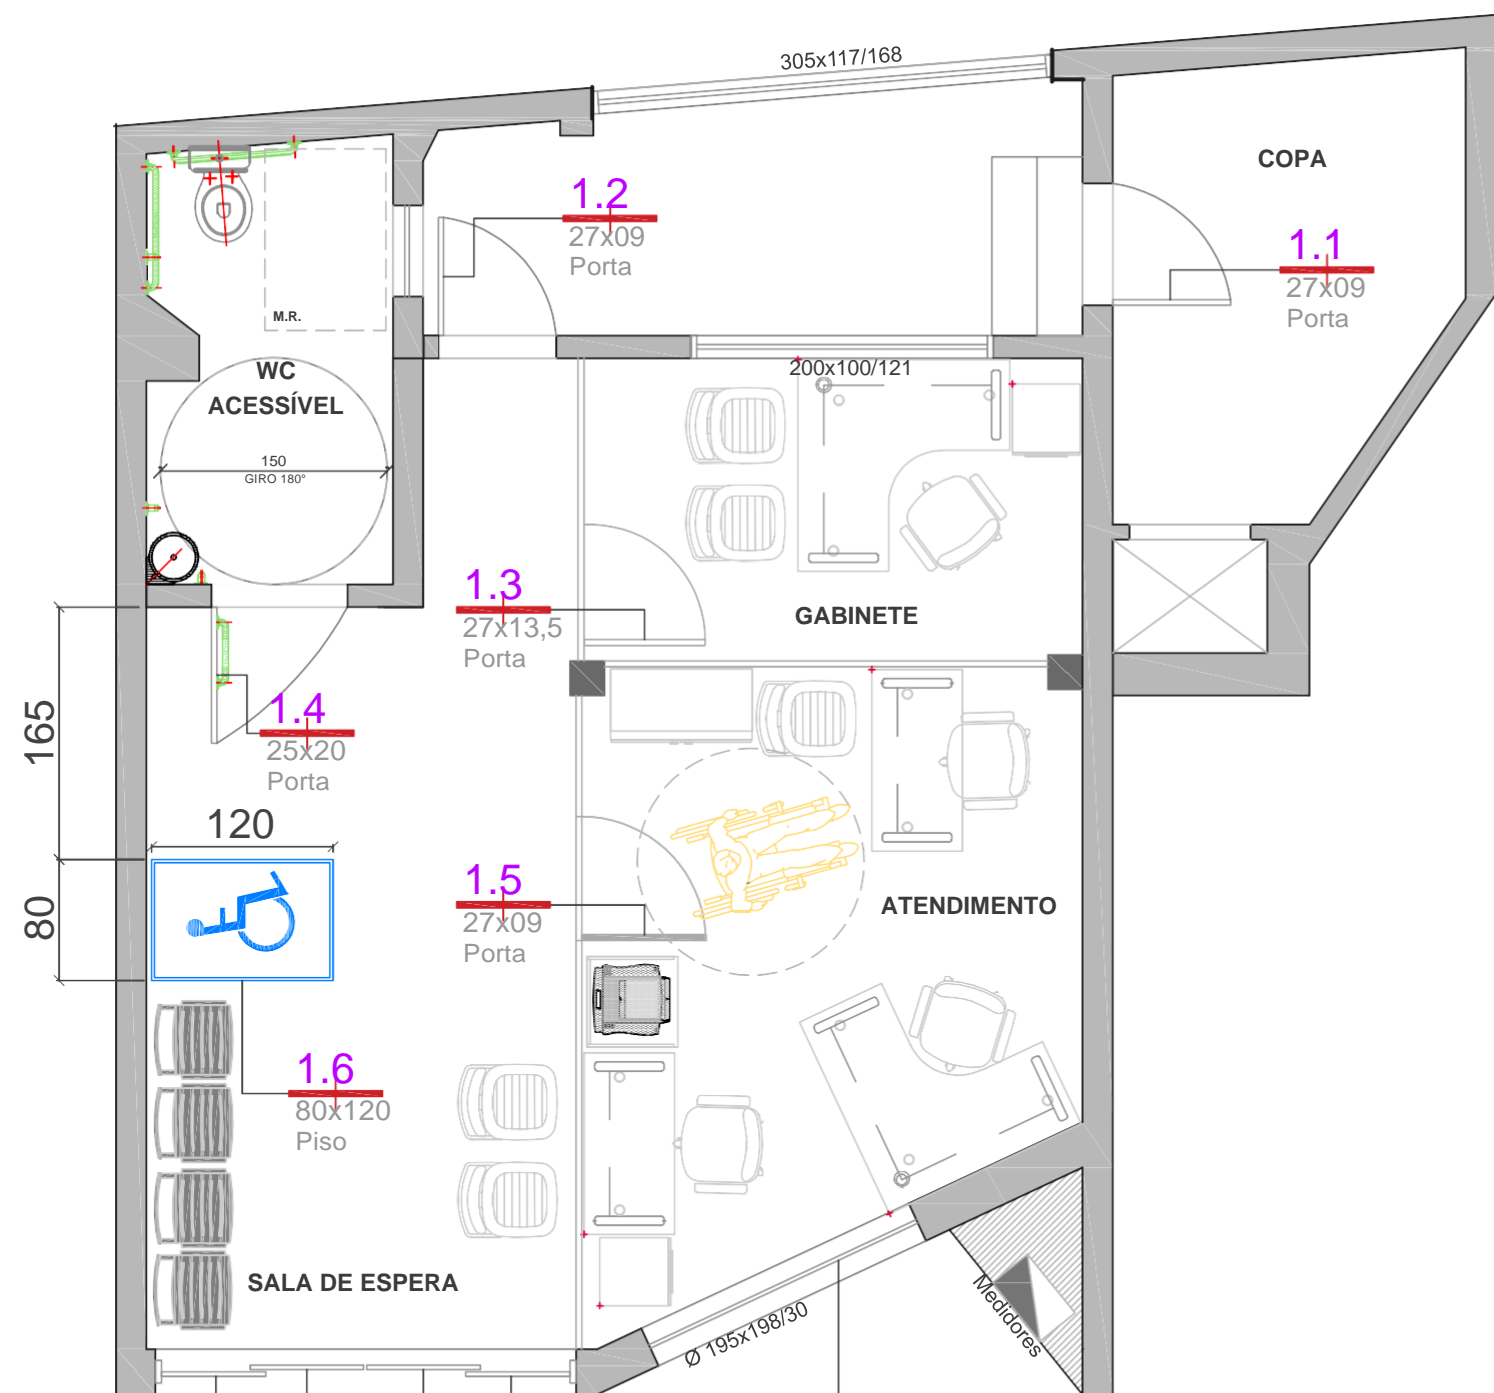 305x117/168
COPA
1.2
27x09
Porta
1.1
27x09
Porta
M.R.
WC
ACESSÍVEL
200x100/121
150
GIRO 180°
1.3
27x13,5
Porta
GABINETE
165
1.4
25x20
Porta
120
80
1.5
27x09
Porta
ATENDIMENTO
1.6
80x120
Piso
SALA DE ESPERA
Ø 195x198/30
Medidores